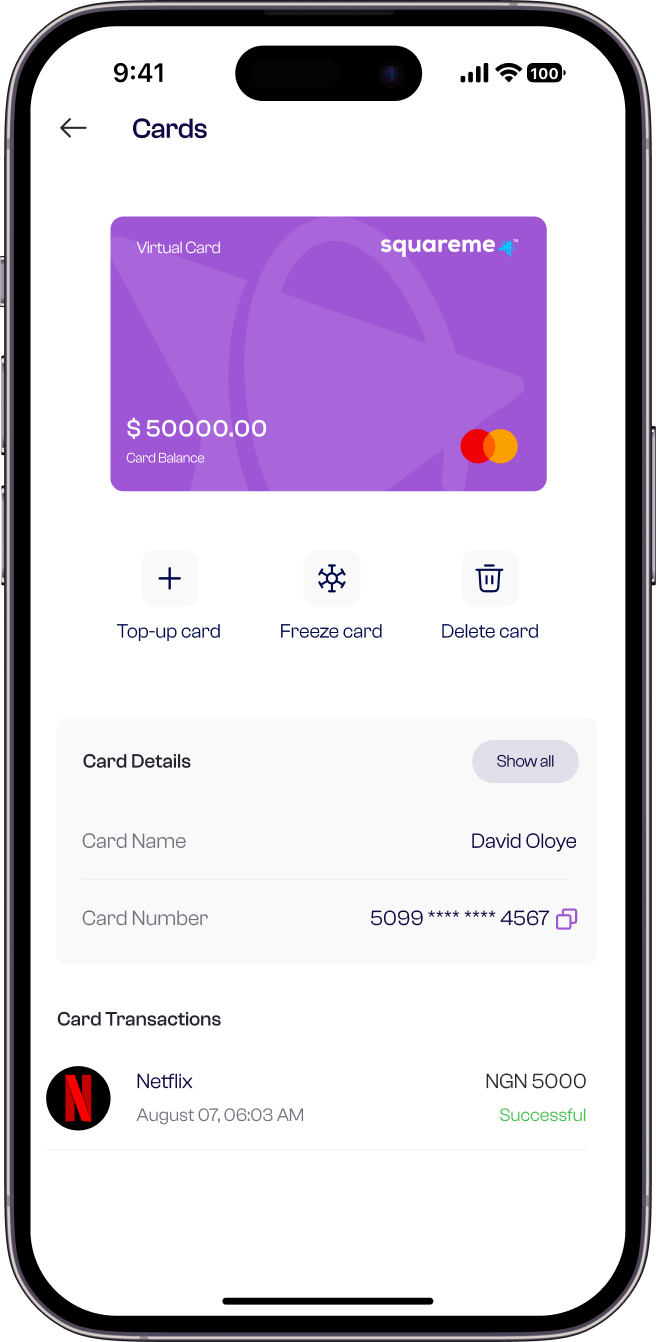 9:41
100
Cards
Virtual Card
squareme™
$ 50000.00
Card Balance
Top-up card
Freeze card
Delete card
Card Details
Show all
Card Name
David Oloye
Card Number
5099 **** **** 4567
Card Transactions
Netflix
NGN 5000
August 07, 06:03 AM
Successful